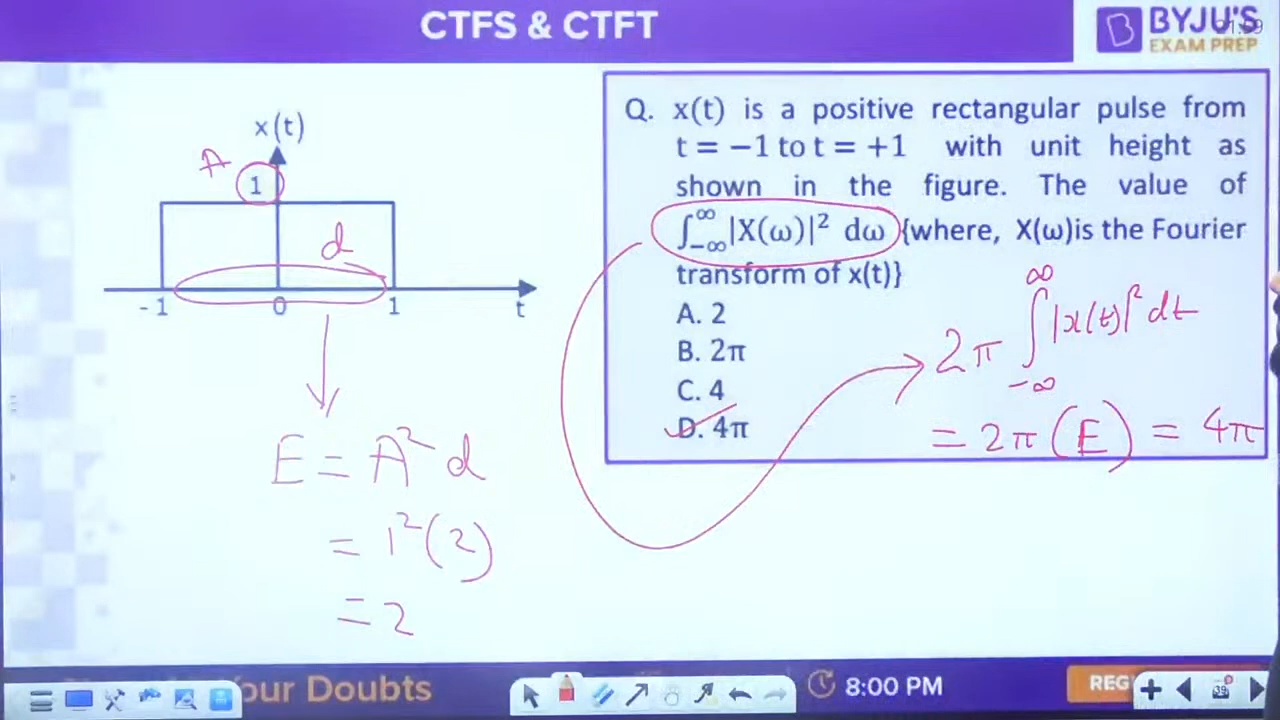 CTFS & CTFT
BYJU'S
EXAM PREP
x(t)
A
1
d
-1
0
1
t
E = A² d
= 1² (2)
= 2
Q. x(t) is a positive rectangular pulse from
t = −1 to t = +1 with unit height as
shown in the figure. The value of
∫_{−∞}^{∞} |X(ω)|² dω {where, X(ω)is the Fourier
transform of x(t)}
A. 2
B. 2π
C. 4
D. 4π
2π ∫_{−∞}^{∞} |x(t)|² dt
= 2π (E) = 4π
our Doubts
8:00 PM
REG
39